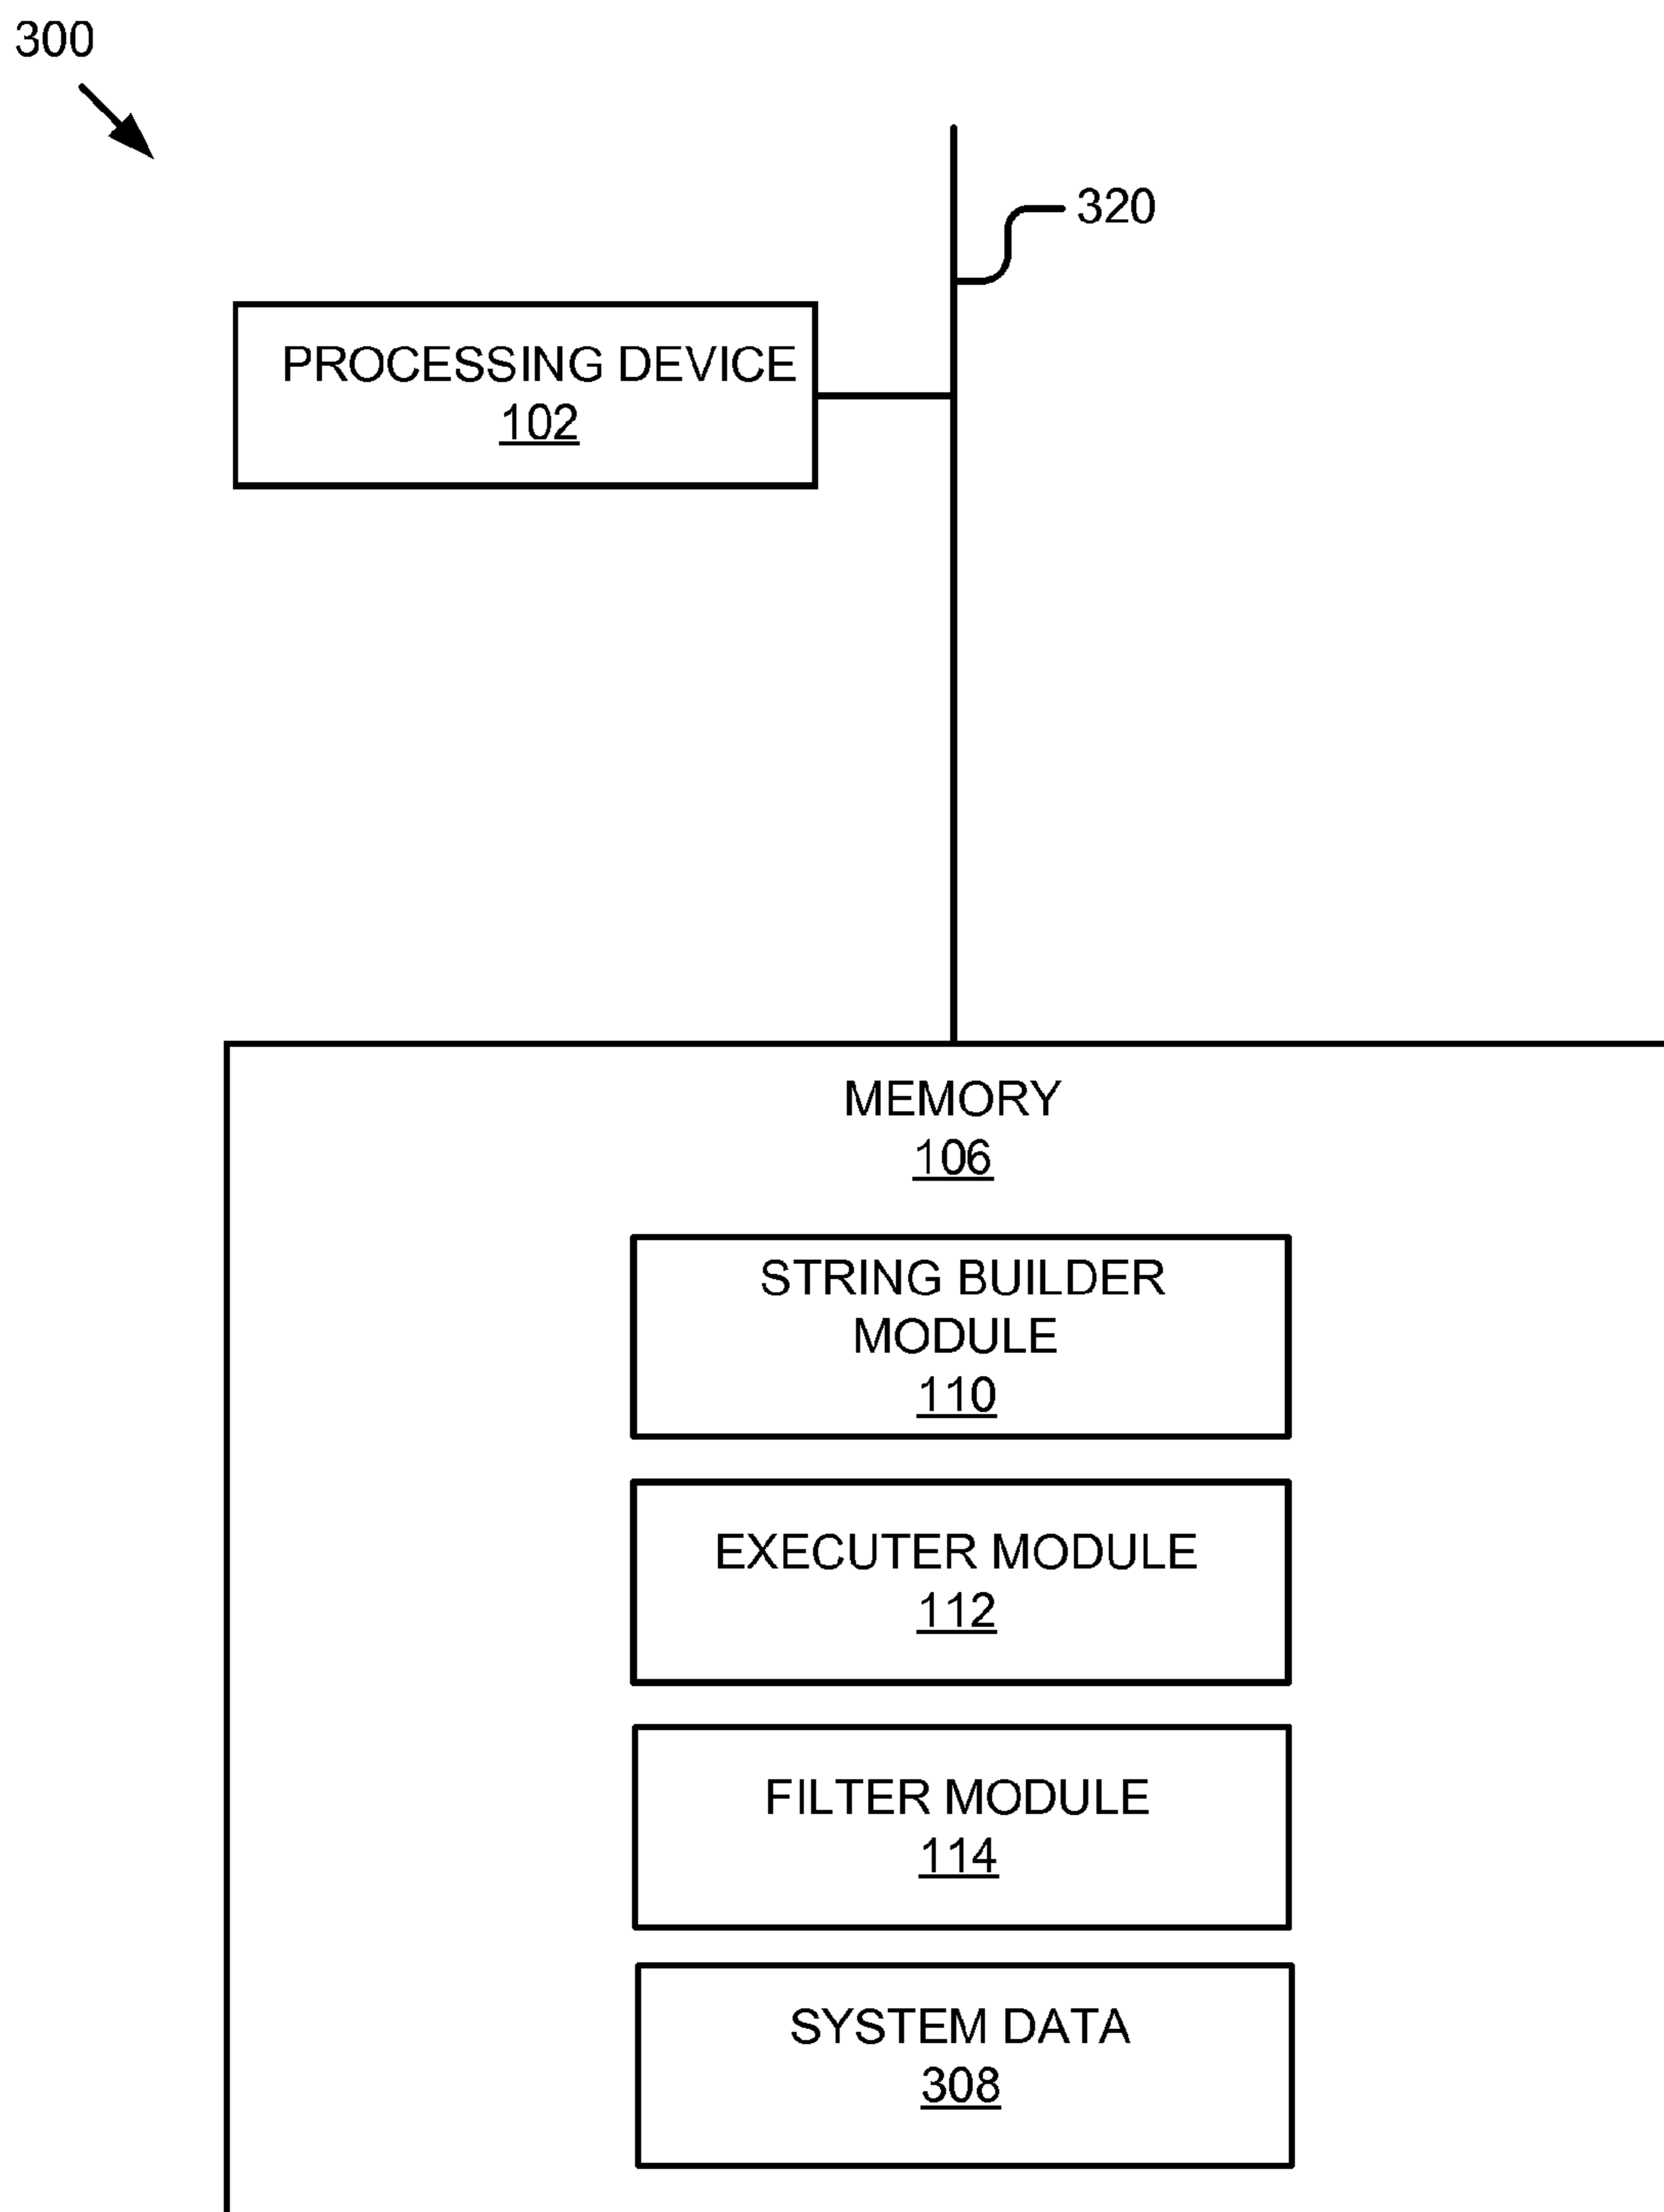 300
320
PROCESSING DEVICE
102
MEMORY
106
STRING BUILDER
MODULE
110
EXECUTER MODULE
112
FILTER MODULE
114
SYSTEM DATA
308